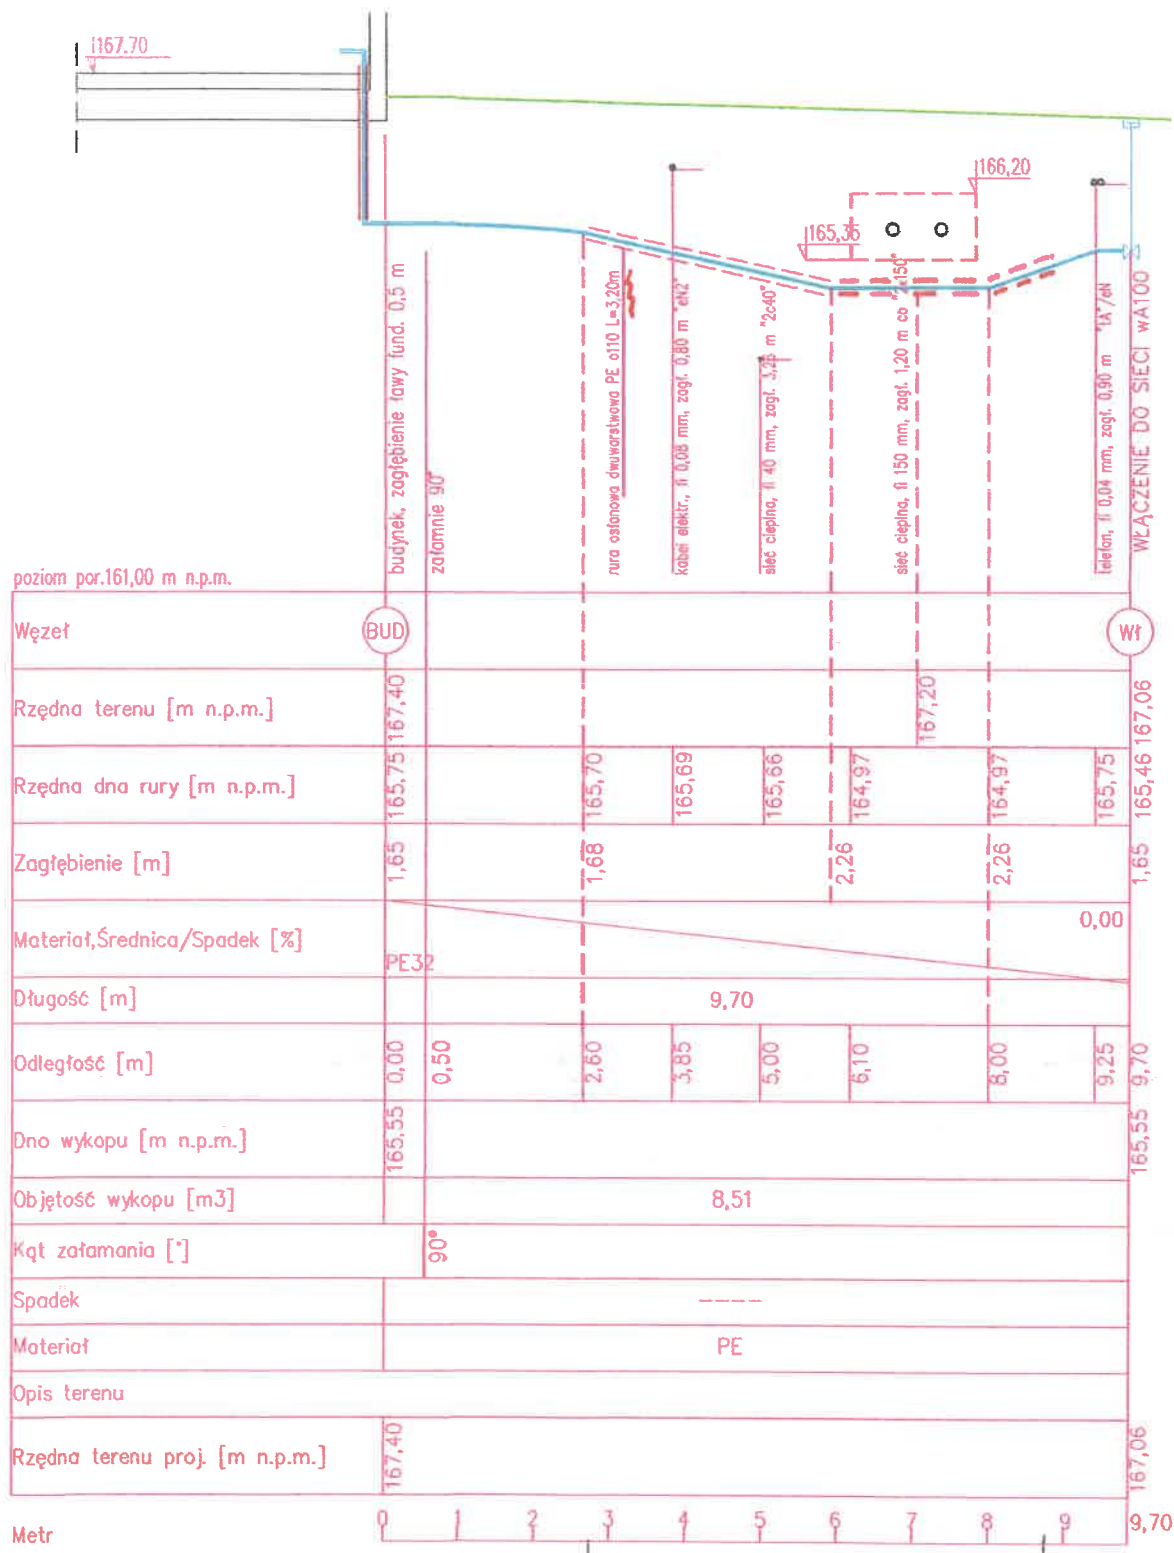 167.70
166,20
165,35
budynek, zagłębienie ławy fund. 0,5 m
załamnie 90°
rura osłanowa dwuwarstwowa PE o110 L=3,20m
kabel elektr., fi 0,08 mm, zagł. 0,80 m "eN2"
sieć cieplna, fi 40 mm, zagł. m "2c40"
sieć cieplna, fi 150 mm, zagł. 1,20 m co "2x150"
telefon, fi 0,04 mm, zagł. 0,90 m "tA"/eN
WŁĄCZENIE DO SIECI wA100
poziom por.161,00 m n.p.m.
Węzeł BUD Wł
Rzędna terenu [m n.p.m.] 167,40 167,20 167,06
Rzędna dna rury [m n.p.m.] 165,75 165,70 165,69 165,66 164,97 164,97 165,75 165,46
Zagłębienie [m] 1,65 1,68 2,26 2,26 1,65
Materiał,Średnica/Spadek [%] PE32 0,00
Długość [m] 9,70
Odległość [m] 0,00 0,50 2,60 3,85 5,00 6,10 8,00 9,25 9,70
Dno wykopu [m n.p.m.] 165,55 165,55
Objętość wykopu [m3] 8,51
Kąt załamania [°] 90°
Spadek ----
Materiał PE
Opis terenu
Rzędna terenu proj. [m n.p.m.] 167,40 167,06
Metr 0 1 2 3 4 5 6 7 8 9 9,70